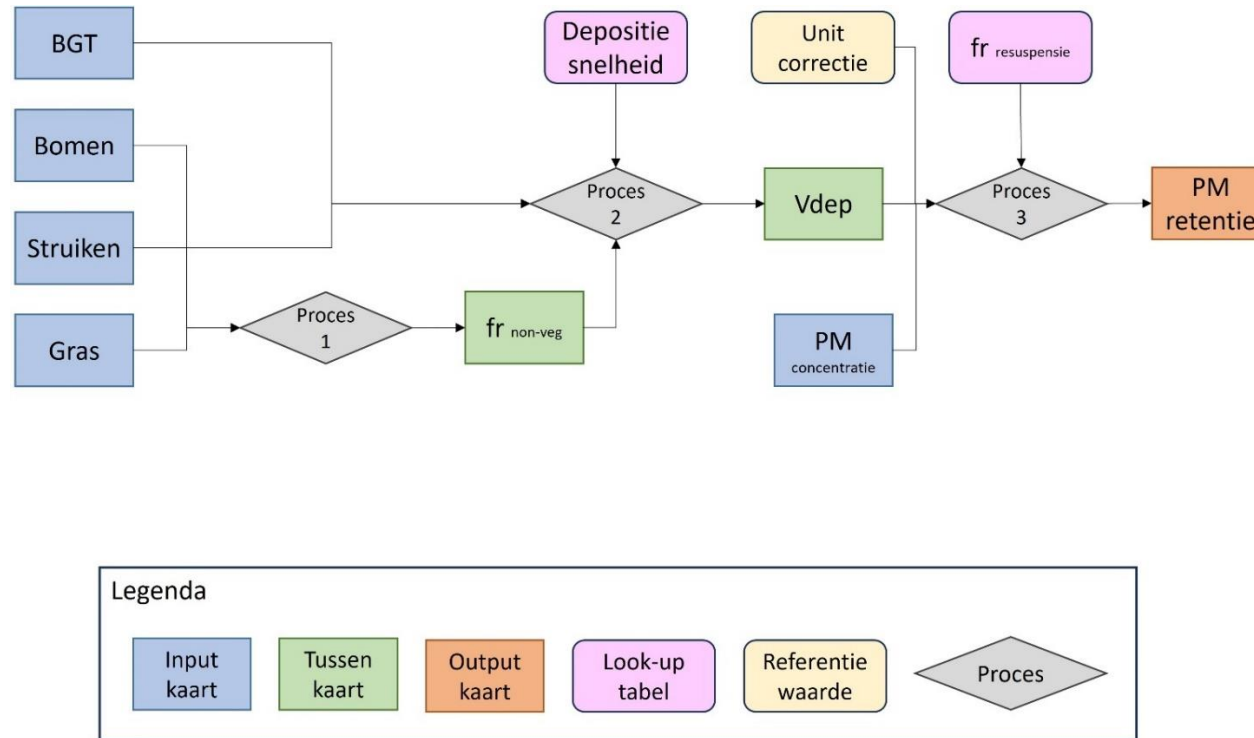 BGT
Bomen
Struiken
Gras
Proces
1
fr non-veg
Depositie
snelheid
Proces
2
Vdep
Unit
correctie
PM
concentratie
fr resuspensie
Proces
3
PM
retentie
Legenda
Input
kaart
Tussen
kaart
Output
kaart
Look-up
tabel
Referentie
waarde
Proces